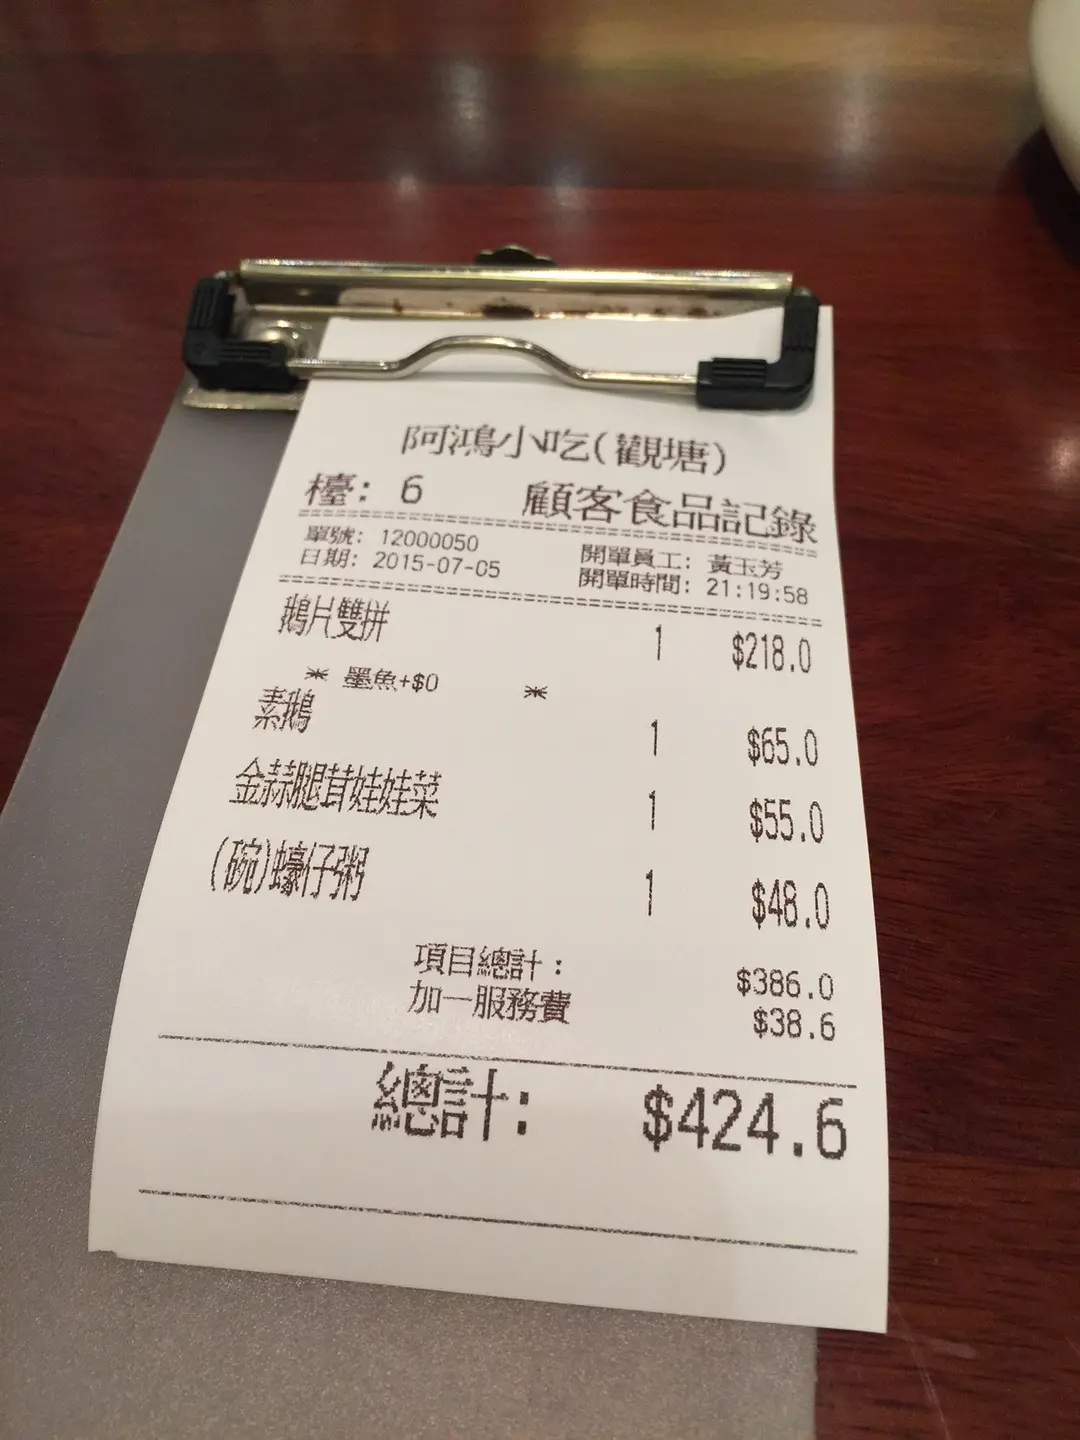 阿鴻小吃(觀塘)
檯: 6 顧客食品記錄
單號: 12000050 開單員工: 黃玉芳
日期: 2015-07-05 開單時間: 21:19:58
鵝片雙拼 1 $218.0
* 墨魚+$0 *
素鵝 1 $65.0
金蒜腿茸娃娃菜 1 $55.0
(碗)蠔仔粥 1 $48.0
項目總計: $386.0
加一服務費 $38.6
總計: $424.6